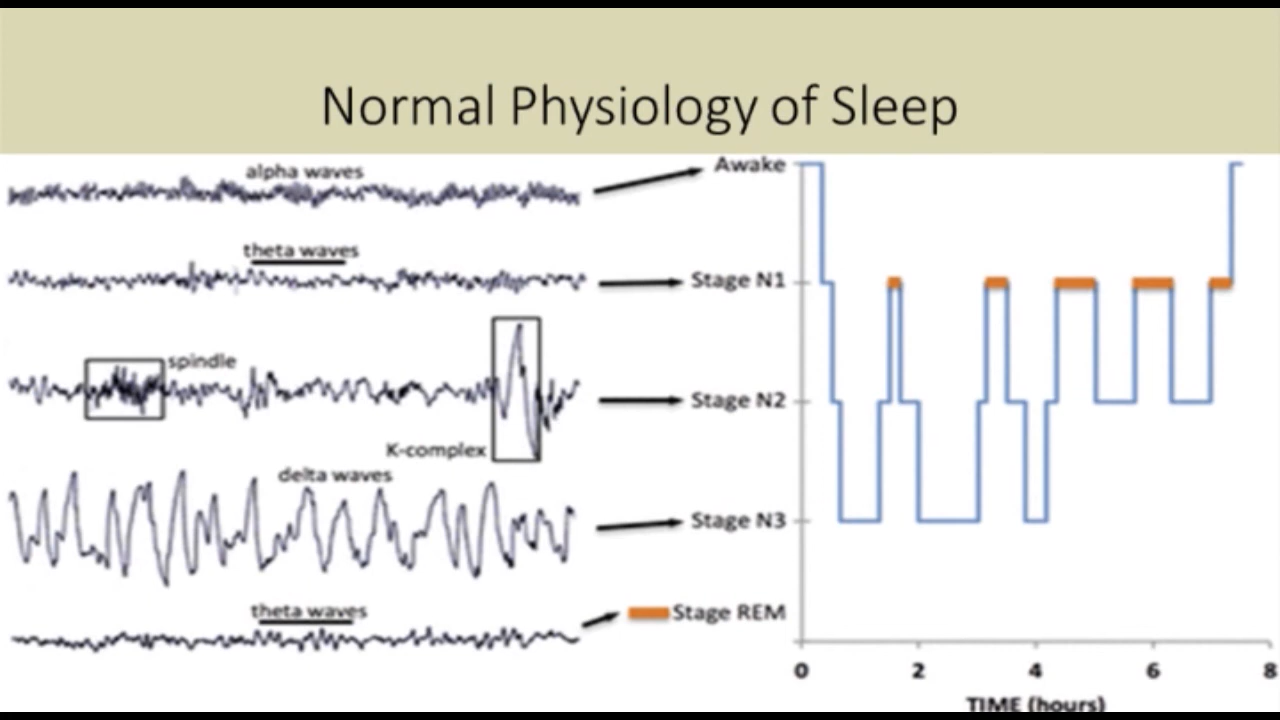 Normal Physiology of Sleep
alpha waves
Awake
theta waves
Stage N1
spindle
Stage N2
K-complex
delta waves
Stage N3
theta waves
Stage REM
0 2 4 6 8
TIME (hours)